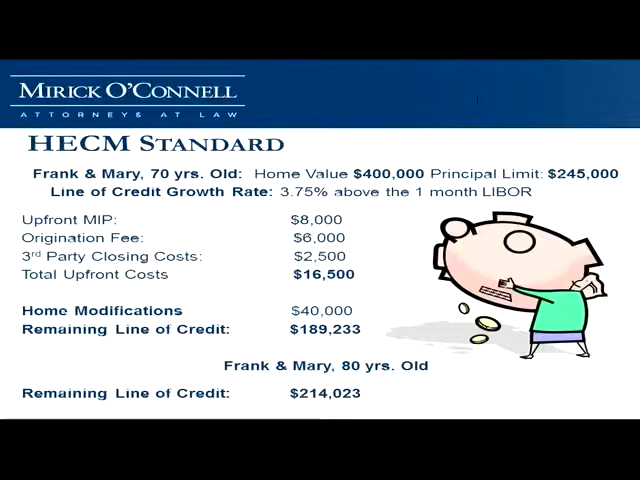 MIRICK O'CONNELL
ATTORNEYS AT LAW
HECM STANDARD
Frank & Mary, 70 yrs. Old: Home Value $400,000 Principal Limit: $245,000
Line of Credit Growth Rate: 3.75% above the 1 month LIBOR
Upfront MIP: $8,000
Origination Fee: $6,000
3rd Party Closing Costs: $2,500
Total Upfront Costs $16,500
Home Modifications $40,000
Remaining Line of Credit: $189,233
Frank & Mary, 80 yrs. Old
Remaining Line of Credit: $214,023